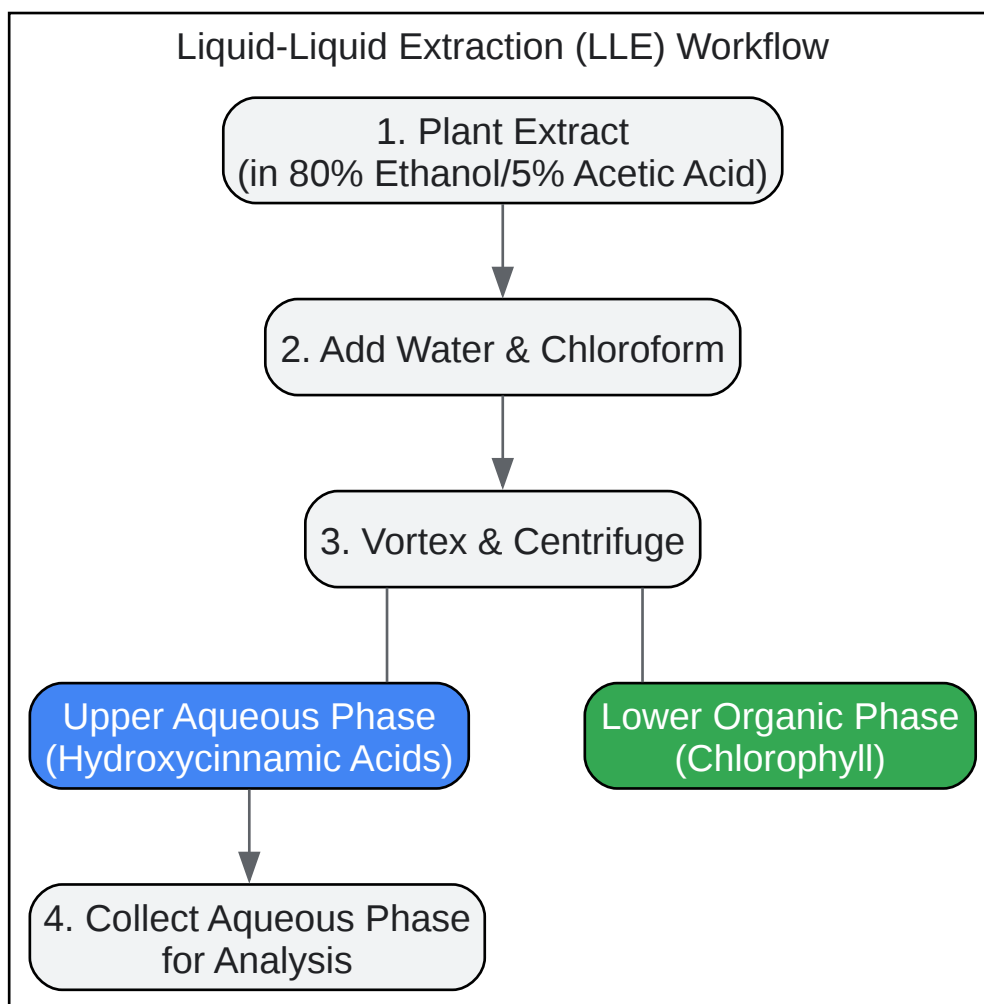 Liquid-Liquid Extraction (LLE) Workflow
1. Plant Extract
(in 80% Ethanol/5% Acetic Acid)
2. Add Water & Chloroform
3. Vortex & Centrifuge
Upper Aqueous Phase
(Hydroxycinnamic Acids)
Lower Organic Phase
(Chlorophyll)
4. Collect Aqueous Phase
for Analysis